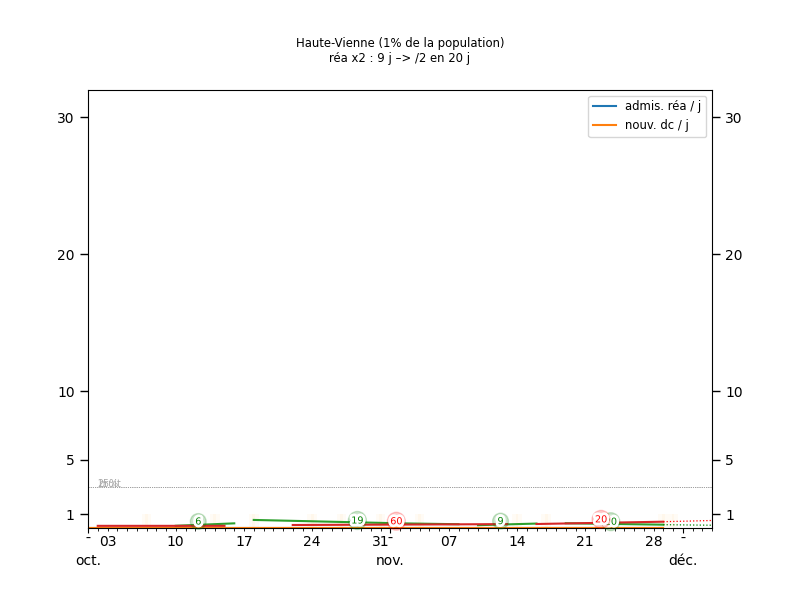 Haute-Vienne (1% de la population)
réa x2 : 9 j –> /2 en 20 j
admis. réa / j
nouv. dc / j
30 30
20 20
10 10
5 5
1 1
6 19 60 9 20
- 03 10 17 24 31 - 07 14 21 28 -
oct. nov. déc.